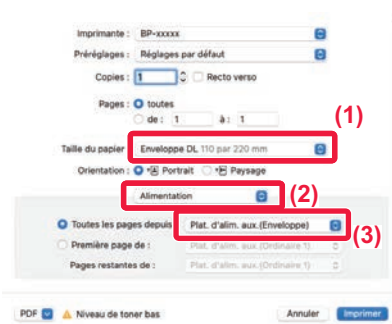 Imprimante : BP-xxxxx
Préréglages : Réglages par défaut
Copies : 1 Recto verso
Pages : toutes
de : 1 à : 1
(1)
Taille du papier Enveloppe DL 110 par 220 mm
Orientation : Portrait Paysage
Alimentation (2)
Toutes les pages depuis Plat. d'alim. aux.(Enveloppe)
(3)
Première page de : Plat. d'alim. aux.(Ordinaire 1)
Pages restantes de : Plat. d'alim. aux.(Ordinaire 1)
PDF Niveau de toner bas Annuler Imprimer